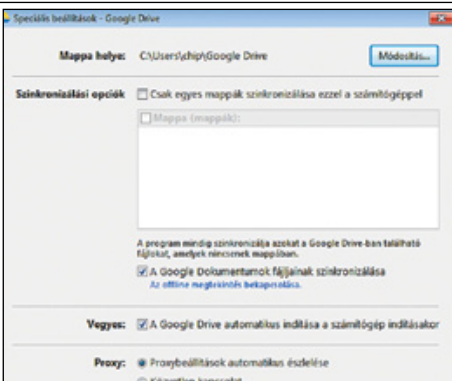 Speciális beállítások - Google Drive
Mappa helye: C:\Users\chip\Google Drive Módosítás...
Szinkronizálási opciók Csak egyes mappák szinkronizálása ezzel a számítógéppel
Mappa (mappák):
A program mindig szinkronizálja azokat a Google Drive-ban található
fájlokat, amelyek nincsenek mappában.
A Google Dokumentumok fájljainak szinkronizálása
Az offline megtekintés bekapcsolása.
Vegyes: A Google Drive automatikus indítása a számítógép indításakor
Proxy: Proxybeállítások automatikus észlelése
Közvetlen kapcsolat